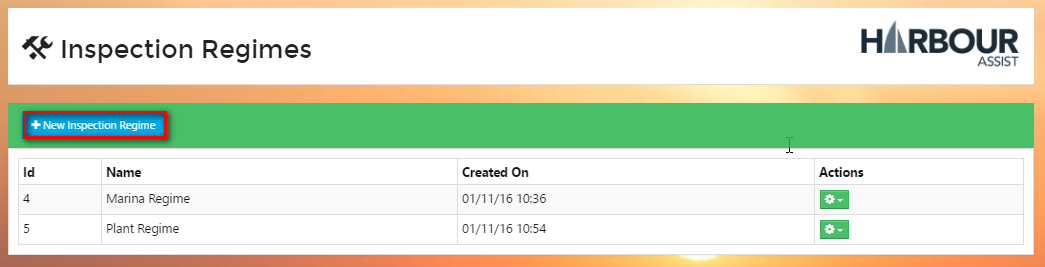 Inspection Regimes
HARBOUR
ASSIST
New Inspection Regime
Id Name Created On Actions
4 Marina Regime 01/11/16 10:36
5 Plant Regime 01/11/16 10:54